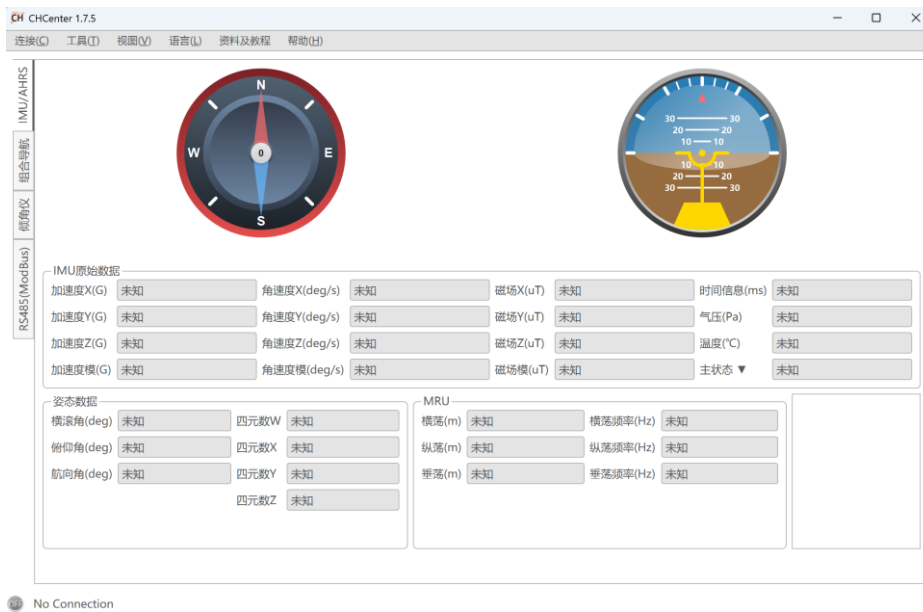 CH CHCenter 1.7.5
连接(C) 工具(T) 视图(V) 语言(L) 资料及教程 帮助(H)
IMU/AHRS
组合导航
倾角仪
RS485(ModBus)
N
W 0 E
S
30 30
20 20
10 10
10 10
20 20
30 30
IMU原始数据
加速度X(G) 未知 角速度X(deg/s) 未知 磁场X(uT) 未知 时间信息(ms) 未知
加速度Y(G) 未知 角速度Y(deg/s) 未知 磁场Y(uT) 未知 气压(Pa) 未知
加速度Z(G) 未知 角速度Z(deg/s) 未知 磁场Z(uT) 未知 温度(℃) 未知
加速度模(G) 未知 角速度模(deg/s) 未知 磁场模(uT) 未知 主状态 ▼ 未知
姿态数据 MRU
横滚角(deg) 未知 四元数W 未知 横荡(m) 未知 横荡频率(Hz) 未知
俯仰角(deg) 未知 四元数X 未知 纵荡(m) 未知 纵荡频率(Hz) 未知
航向角(deg) 未知 四元数Y 未知 垂荡(m) 未知 垂荡频率(Hz) 未知
四元数Z 未知
OFF No Connection